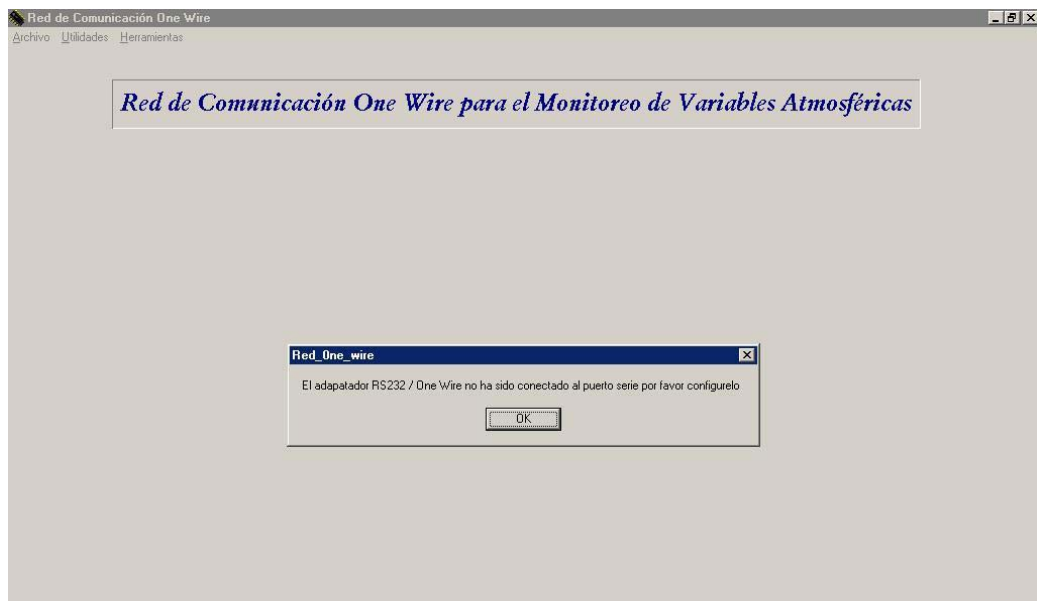 Red de Comunicación One Wire
Archivo Utilidades Herramientas
Red de Comunicación One Wire para el Monitoreo de Variables Atmosféricas
Red_One_wire
El adapatador RS232 / One Wire no ha sido conectado al puerto serie por favor configurelo
OK